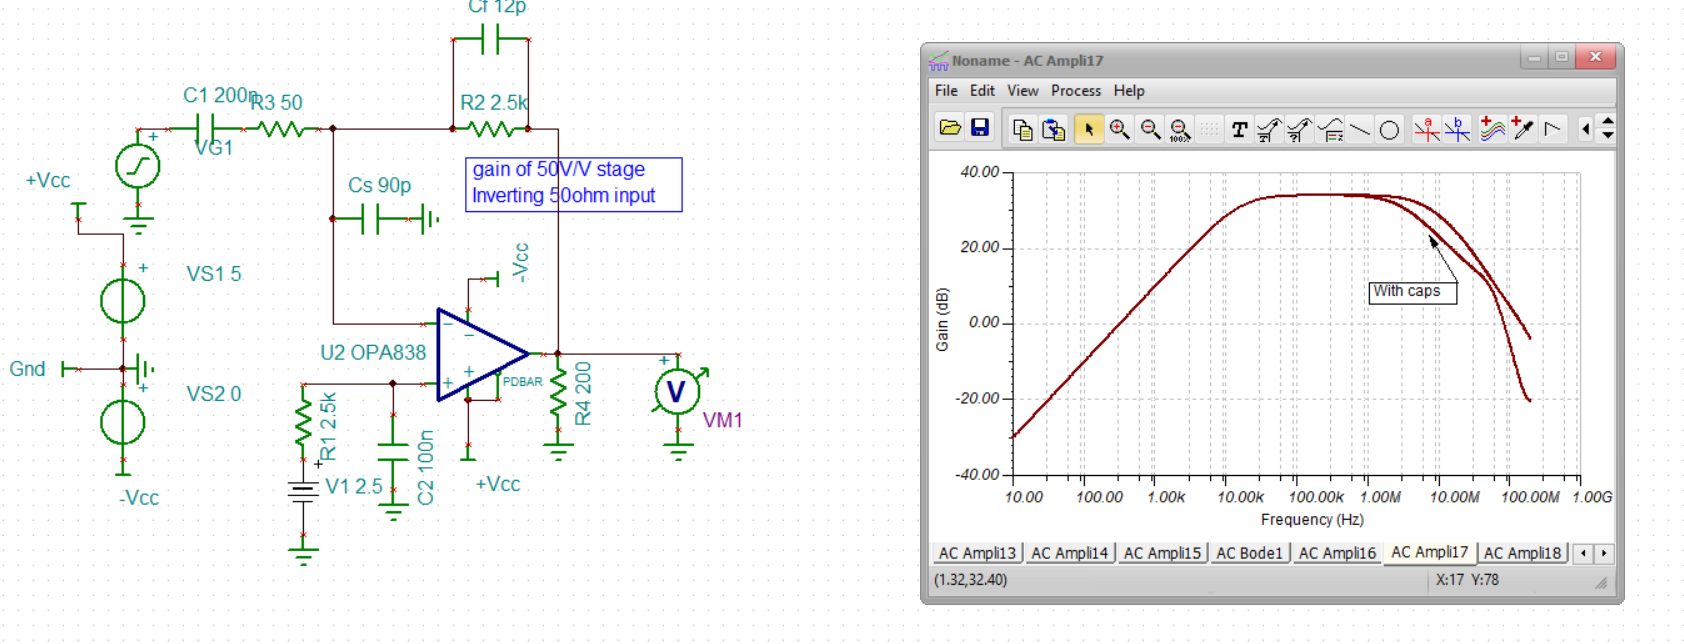 Cf 12p
C1 200n
R3 50
R2 2.5k
VG1
+Vcc
gain of 50V/V stage
Inverting 50ohm input
Cs 90p
-Vcc
VS1 5
U2 OPA838
PDBAR
Gnd
VS2 0
R1 2.5k
R4 200
V
VM1
V1 2.5
C2 100n
+Vcc
-Vcc
Noname - AC Ampli17
File Edit View Process Help
T
100%
a
b
40.00
20.00
0.00
-20.00
-40.00
Gain (dB)
With caps
10.00 100.00 1.00k 10.00k 100.00k 1.00M 10.00M 100.00M 1.00G
Frequency (Hz)
AC Ampli13 AC Ampli14 AC Ampli15 AC Bode1 AC Ampli16 AC Ampli17 AC Ampli18
(1.32,32.40)
X:17 Y:78